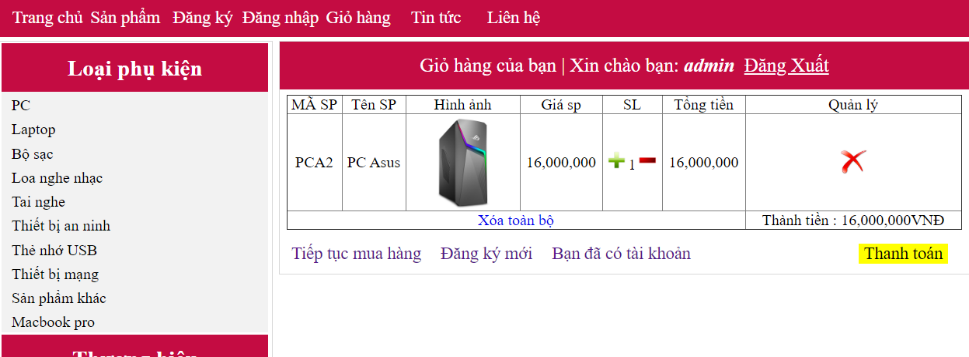 Trang chủ Sản phẩm Đăng ký Đăng nhập Giỏ hàng Tin tức Liên hệ
Loại phụ kiện
PC
Laptop
Bộ sạc
Loa nghe nhạc
Tai nghe
Thiết bị an ninh
Thẻ nhớ USB
Thiết bị mạng
Sản phẩm khác
Macbook pro
Thương hiệu
Giỏ hàng của bạn | Xin chào bạn: admin Đăng Xuất
MÃ SP Tên SP Hình ảnh Giá sp SL Tổng tiền Quản lý
PCA2 PC Asus 16,000,000 1 16,000,000
Xóa toàn bộ Thành tiền : 16,000,000VNĐ
Tiếp tục mua hàng Đăng ký mới Bạn đã có tài khoản Thanh toán